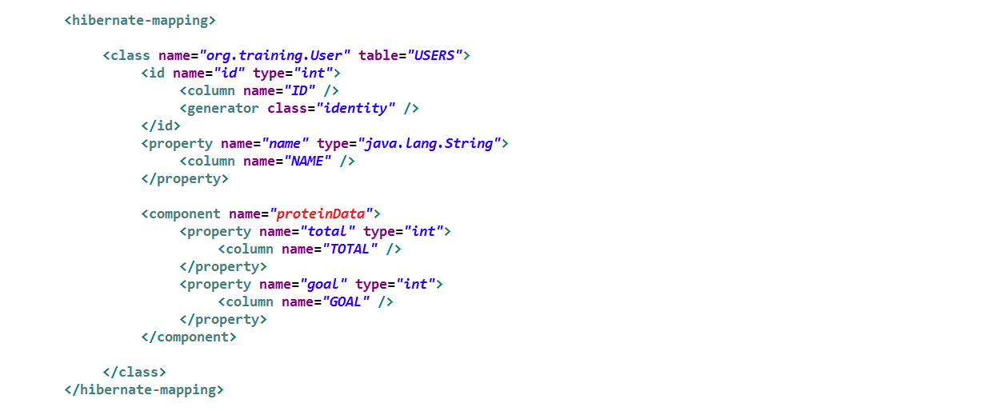 <hibernate-mapping>
<class name="org.training.User" table="USERS">
<id name="id" type="int">
<column name="ID" />
<generator class="identity" />
</id>
<property name="name" type="java.lang.String">
<column name="NAME" />
</property>
<component name="proteinData">
<property name="total" type="int">
<column name="TOTAL" />
</property>
<property name="goal" type="int">
<column name="GOAL" />
</property>
</component>
</class>
</hibernate-mapping>